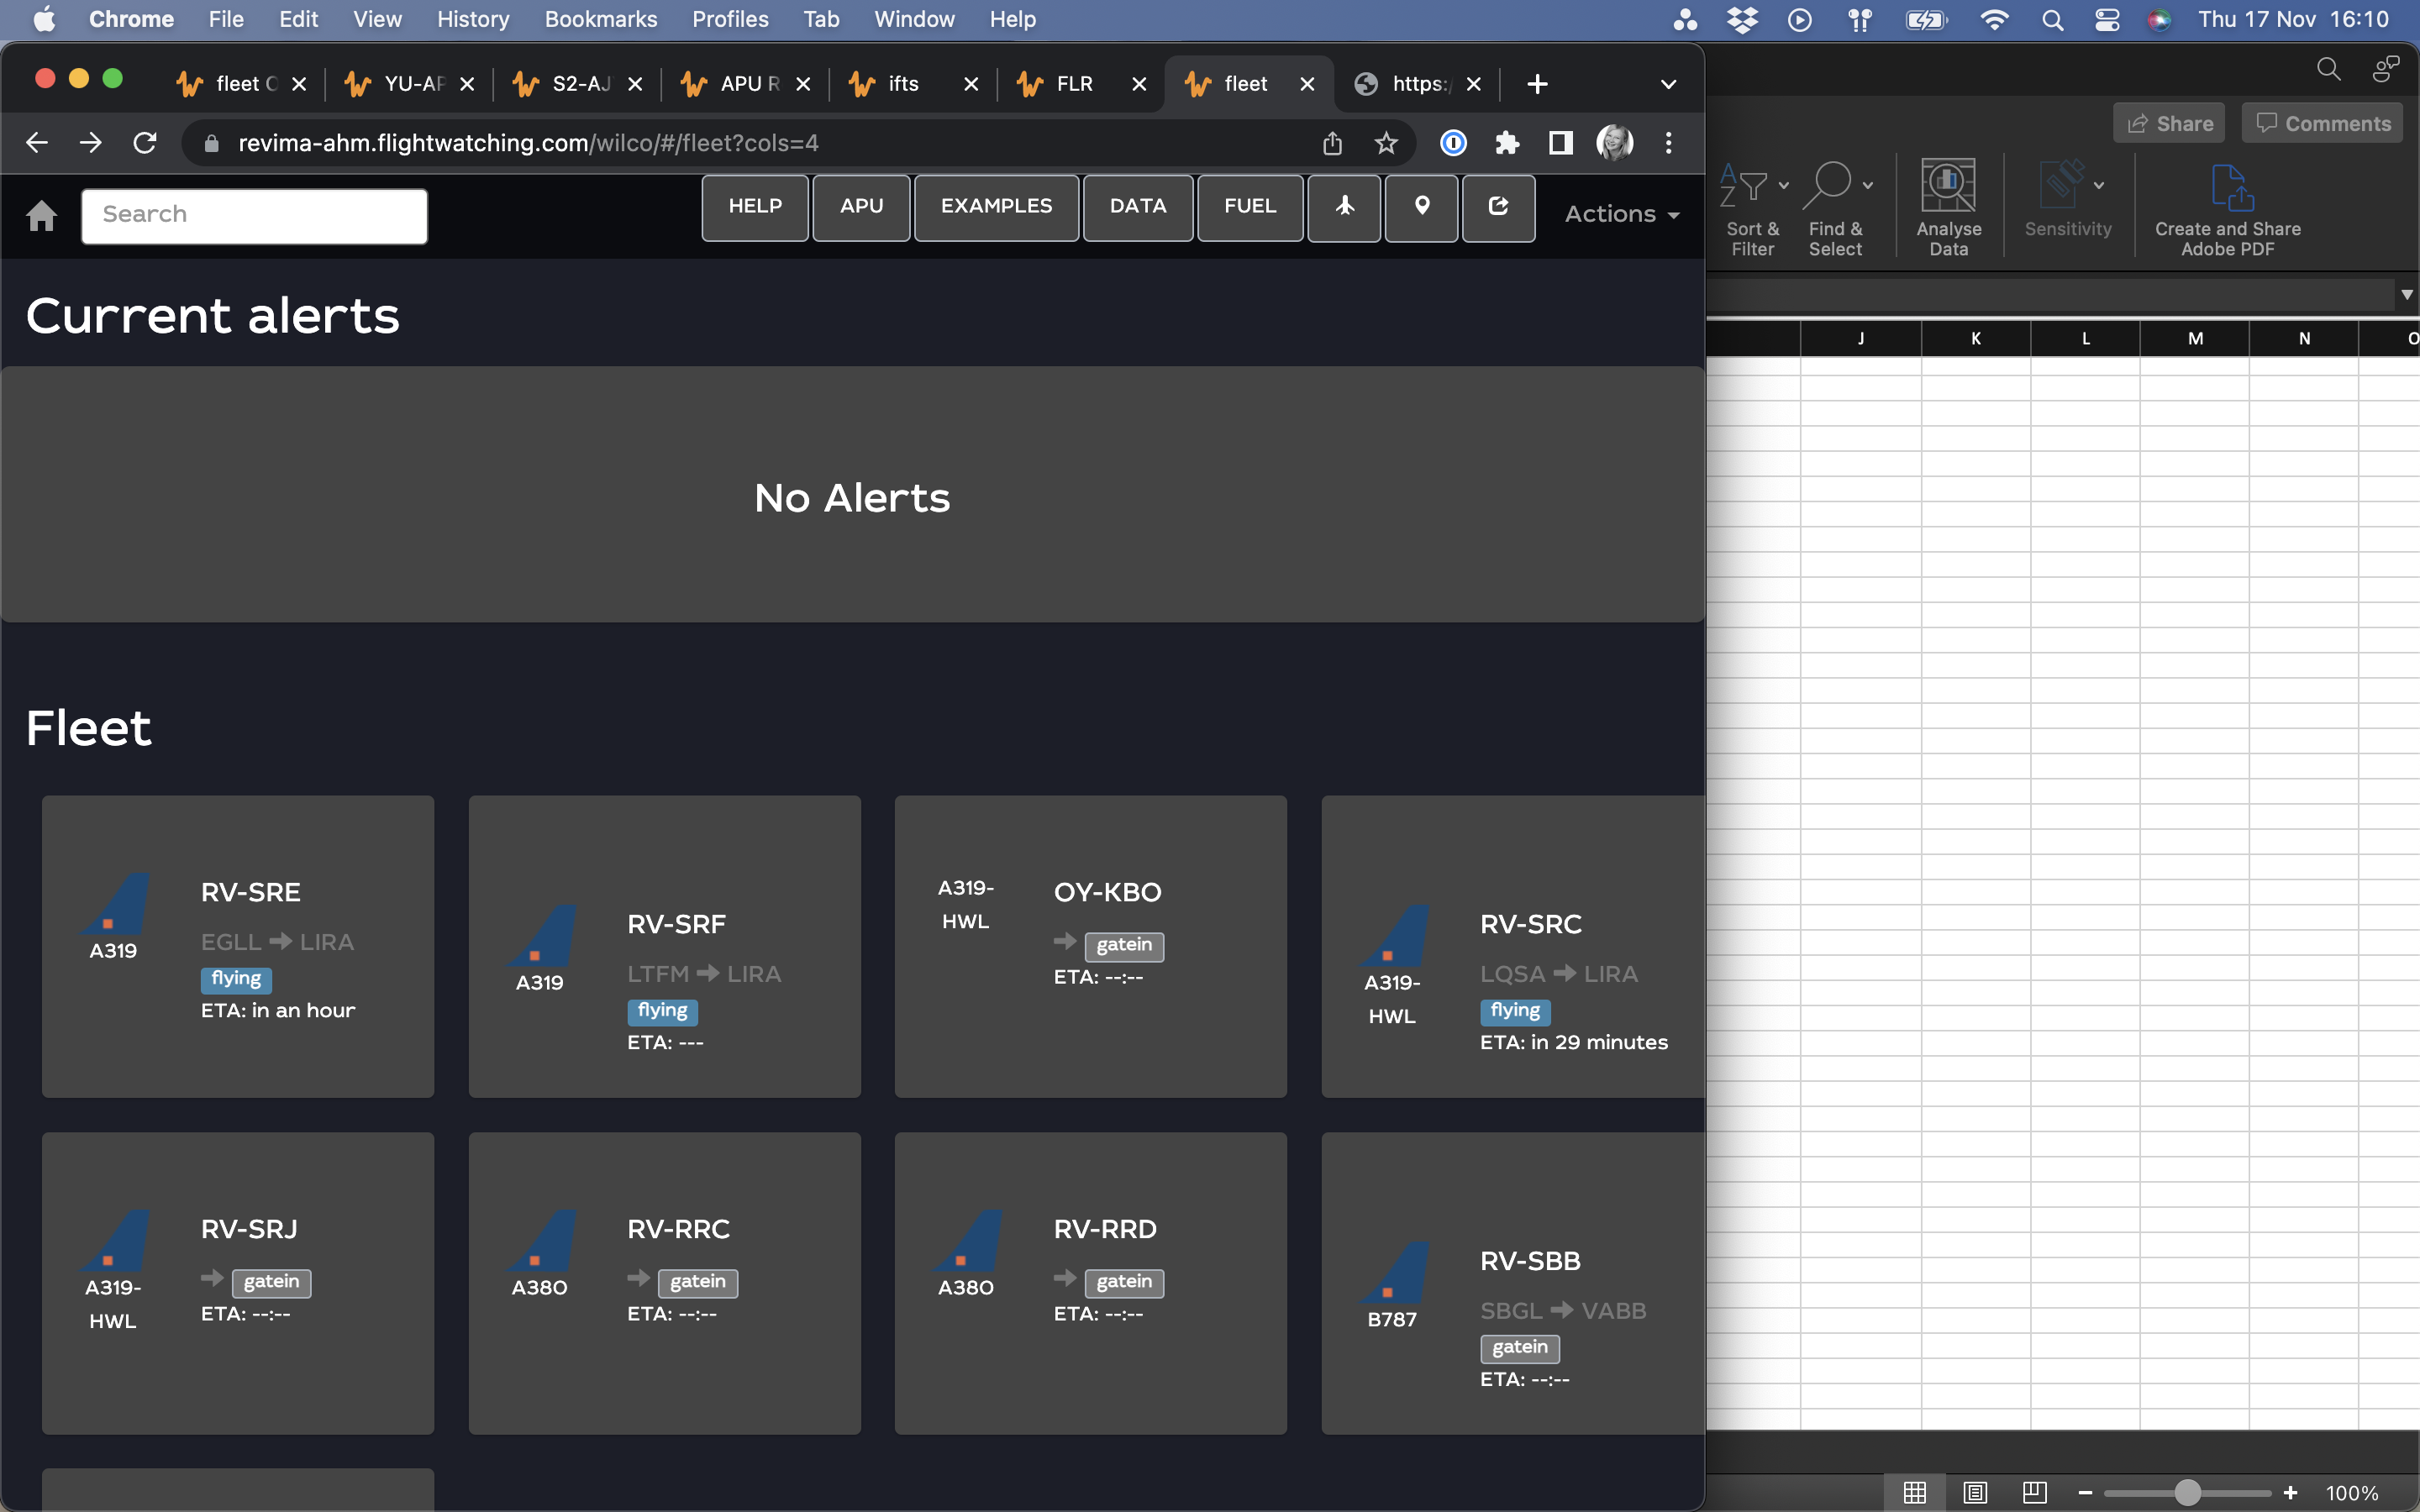 Chrome File Edit View History Bookmarks Profiles Tab Window Help Thu 17 Nov 16:10
fleet YU-AP S2-AJ APU R ifts FLR fleet https:/
revima-ahm.flightwatching.com/wilco/#/fleet?cols=4
Search HELP APU EXAMPLES DATA FUEL Actions
Current alerts
No Alerts
Fleet
RV-SRE
EGLL LIRA
flying
ETA: in an hour
A319
RV-SRF
LTFM LIRA
flying
ETA: ---
A319
OY-KBO
gatein
ETA: --:--
A319-
HWL
RV-SRC
LQSA LIRA
flying
ETA: in 29 minutes
A319-
HWL
RV-SRJ
gatein
ETA: --:--
A319-
HWL
RV-RRC
gatein
ETA: --:--
A380
RV-RRD
gatein
ETA: --:--
A380
RV-SBB
SBGL VABB
gatein
ETA: --:--
B787
Share Comments
Sort &
Filter
Find &
Select
Analyse
Data
Sensitivity
Create and Share
Adobe PDF
J K L M N O
100%